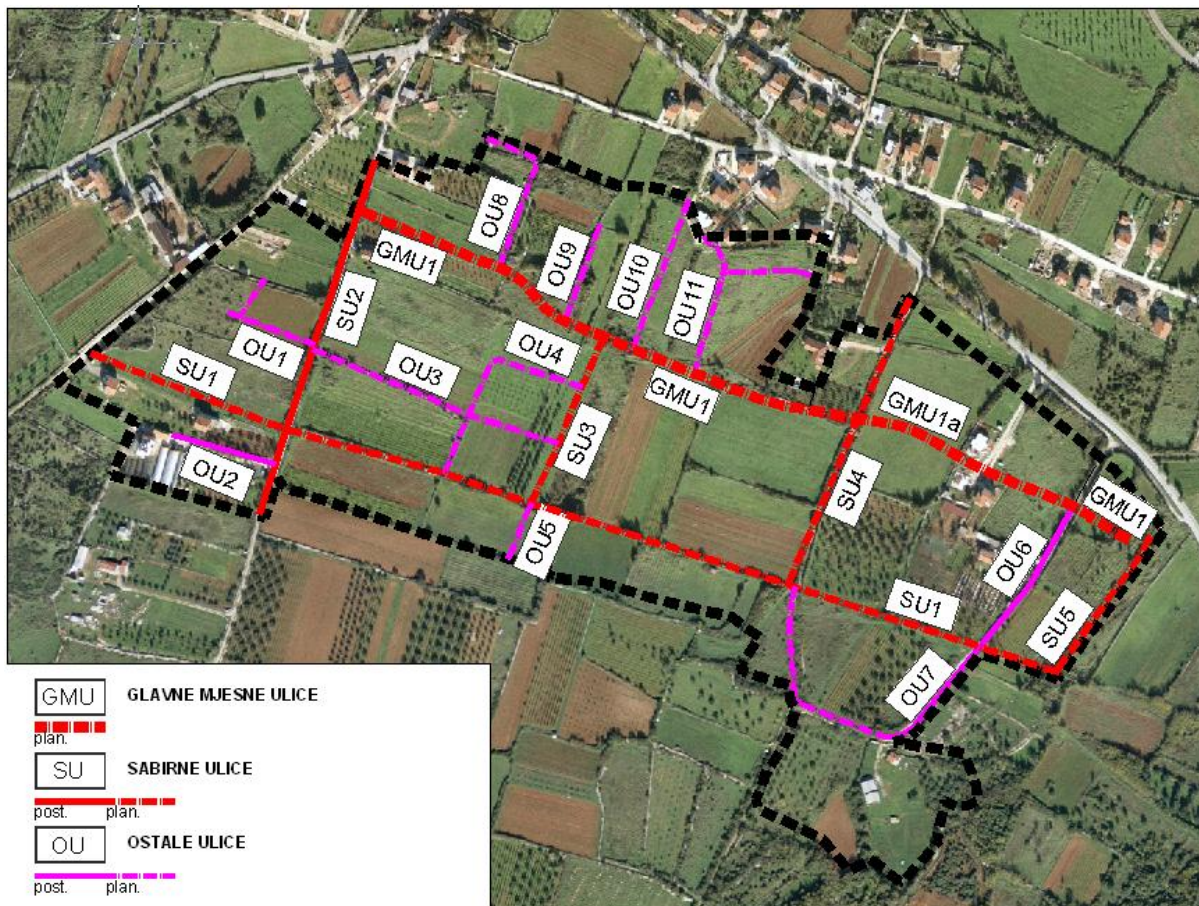 OU8
GMU1
OU9
OU10
OU11
SU2
OU1
OU4
OU3
SU1
GMU1
SU3
GMU1a
OU2
SU4
GMU1
OU5
OU6
SU1
SU5
OU7
GMU GLAVNE MJESNE ULICE
plan.
SU SABIRNE ULICE
post. plan.
OU OSTALE ULICE
post. plan.